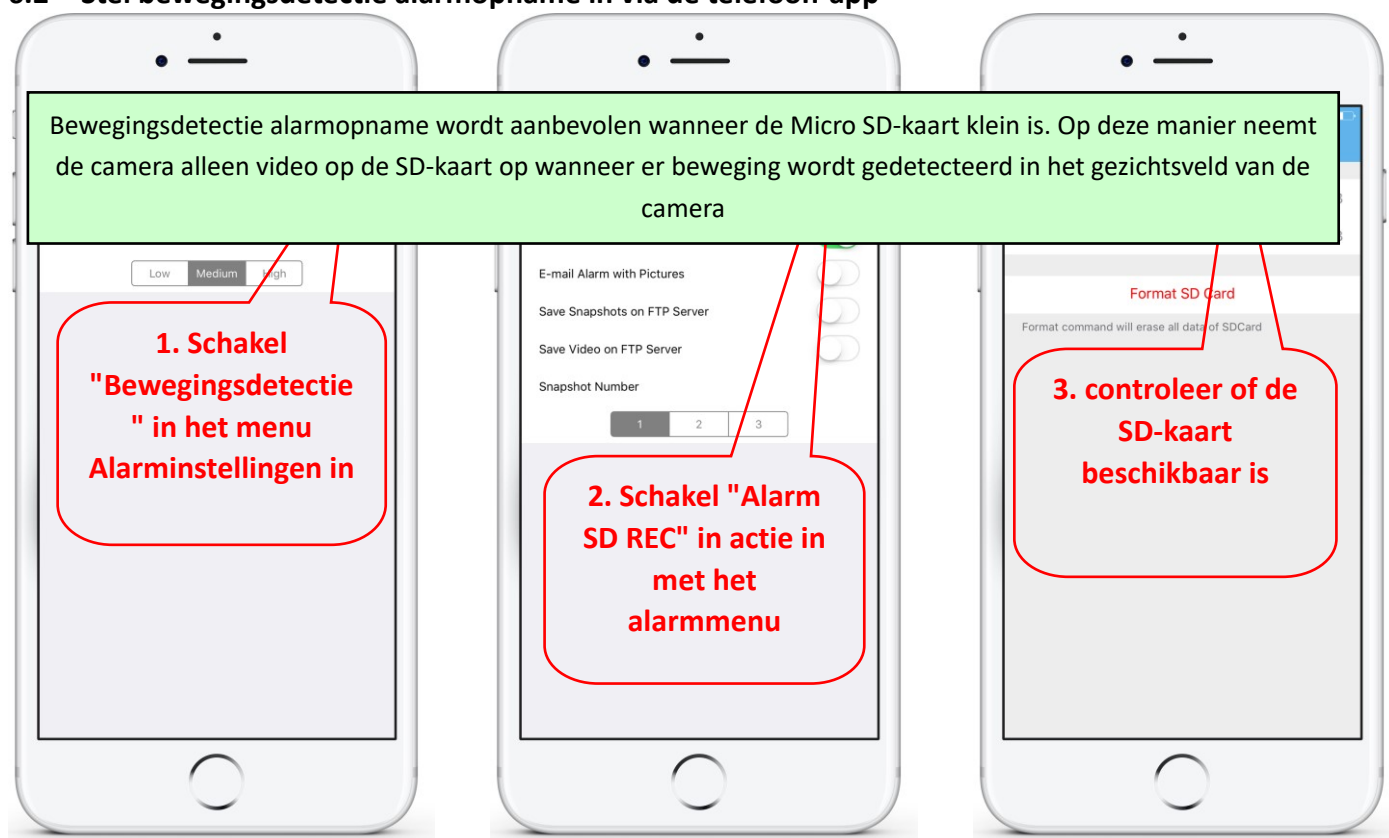 Bewegingsdetectie alarmopname wordt aanbevolen wanneer de Micro SD-kaart klein is. Op deze manier neemt
de camera alleen video op de SD-kaart op wanneer er beweging wordt gedetecteerd in het gezichtsveld van de
camera
Low Medium High
1. Schakel
"Bewegingsdetectie
" in het menu
Alarminstellingen in
E-mail Alarm with Pictures
Save Snapshots on FTP Server
Save Video on FTP Server
Snapshot Number
1 2 3
2. Schakel "Alarm
SD REC" in actie in
met het
alarmmenu
Format SD Card
Format command will erase all data of SDCard
3. controleer of de
SD-kaart
beschikbaar is